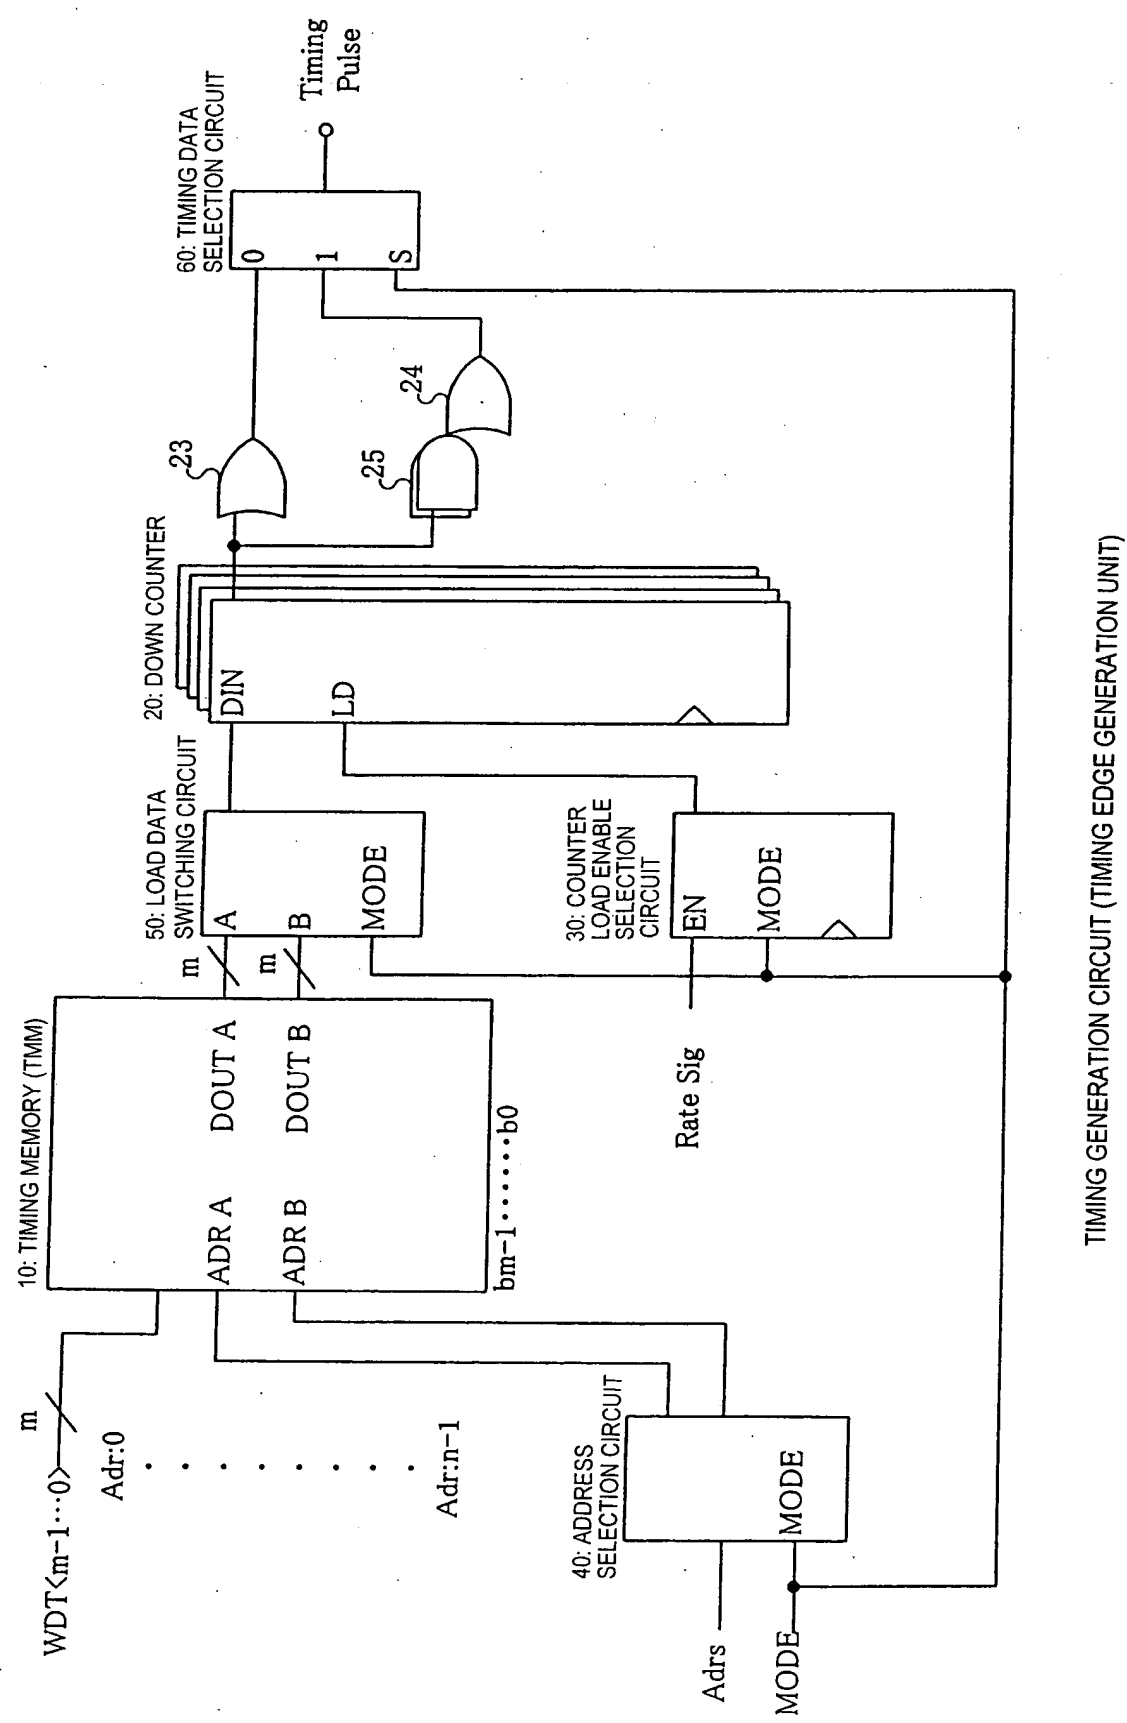 WDT<m-1···0>
m
Adr:0
Adr:n-1
10: TIMING MEMORY (TMM)
ADR A
DOUT A
ADR B
DOUT B
bm-1·······b0
m
m
50: LOAD DATA
SWITCHING CIRCUIT
A
B
MODE
20: DOWN COUNTER
DIN
LD
23
25
24
60: TIMING DATA
SELECTION CIRCUIT
0
1
S
Timing
Pulse
Rate Sig
30: COUNTER
LOAD ENABLE
SELECTION
CIRCUIT
EN
MODE
40: ADDRESS
SELECTION CIRCUIT
MODE
Adrs
MODE
TIMING GENERATION CIRCUIT (TIMING EDGE GENERATION UNIT)